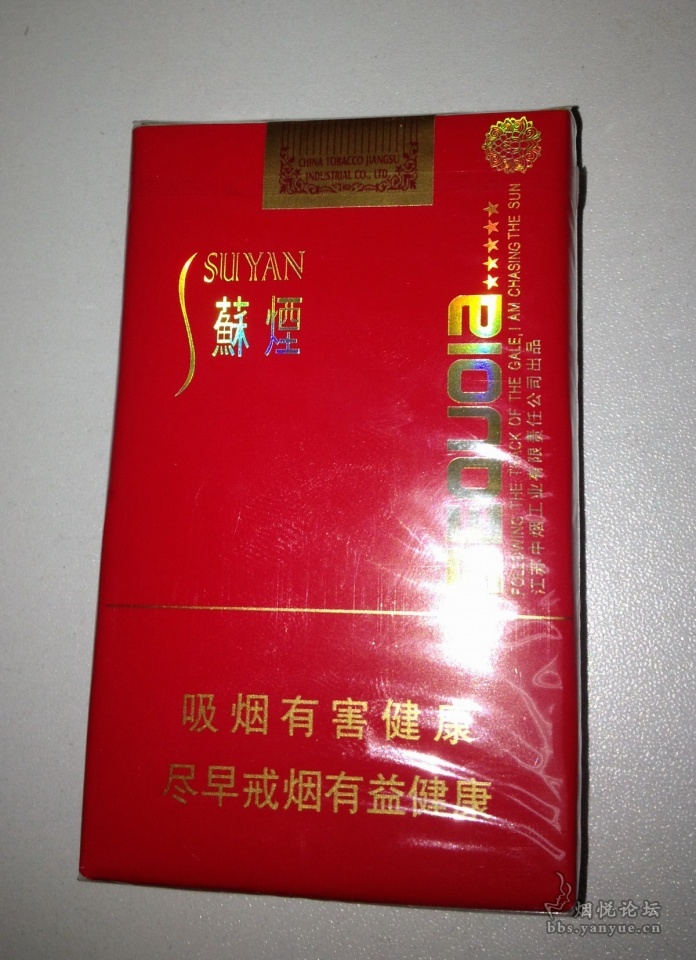 CHINA TOBACCO JIANGSU
INDUSTRIAL CO., LTD.
SUYAN
蘇煙
SEQUOIA
FOLLOWING THE TRACK OF THE GALE, I AM CHASING THE SUN
江苏中烟工业有限责任公司出品
吸烟有害健康
尽早戒烟有益健康
烟悦论坛
bbs.yanyue.cn